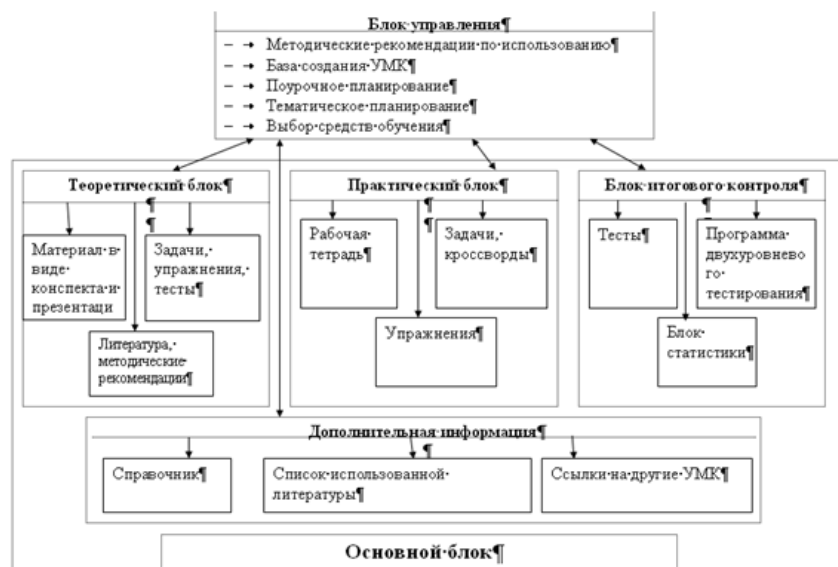 Блок управления¶
– → Методические рекомендации по использованию¶
– → База создания УМК¶
– → Поурочное планирование¶
– → Тематическое планирование¶
– → Выбор средств обучения¶
Теоретический блок¶
¶
¶
Материал в
виде
конспекта и
презентаци
Задачи,
упражнения,
тесты¶
Литература,
методические
рекомендации¶
Практический блок¶
¶
¶
Рабочая
тетрадь¶
Задачи,
кроссворды¶
Упражнения¶
Блок итогового контроля¶
¶ ¶
Тесты¶
Программа
двухуровнево
го
тестирования¶
Блок
статистики¶
Дополнительная информация¶
¶
Справочник¶
Список использованной
литературы¶
Ссылки на другие УМК¶
Основной блок¶